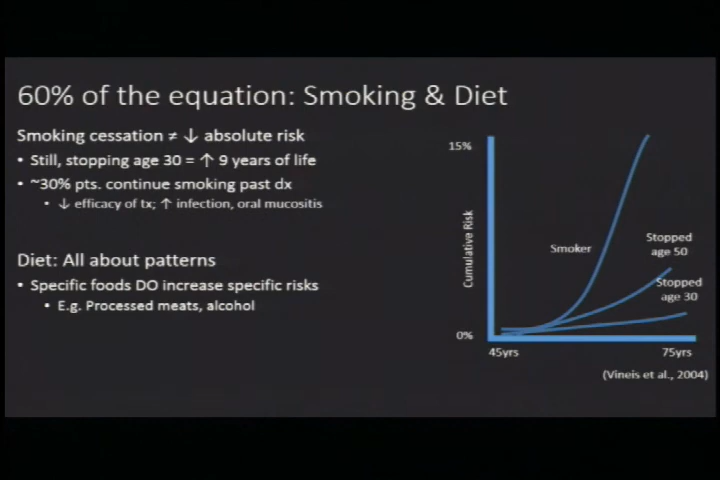 60% of the equation: Smoking & Diet
Smoking cessation ≠ ↓ absolute risk
• Still, stopping age 30 = ↑ 9 years of life
• ~30% pts. continue smoking past dx
• ↓ efficacy of tx; ↑ infection, oral mucositis
Diet: All about patterns
• Specific foods DO increase specific risks
• E.g. Processed meats, alcohol
15%
Cumulative Risk
Smoker
Stopped
age 50
Stopped
age 30
0%
45yrs
75yrs
(Vineis et al., 2004)